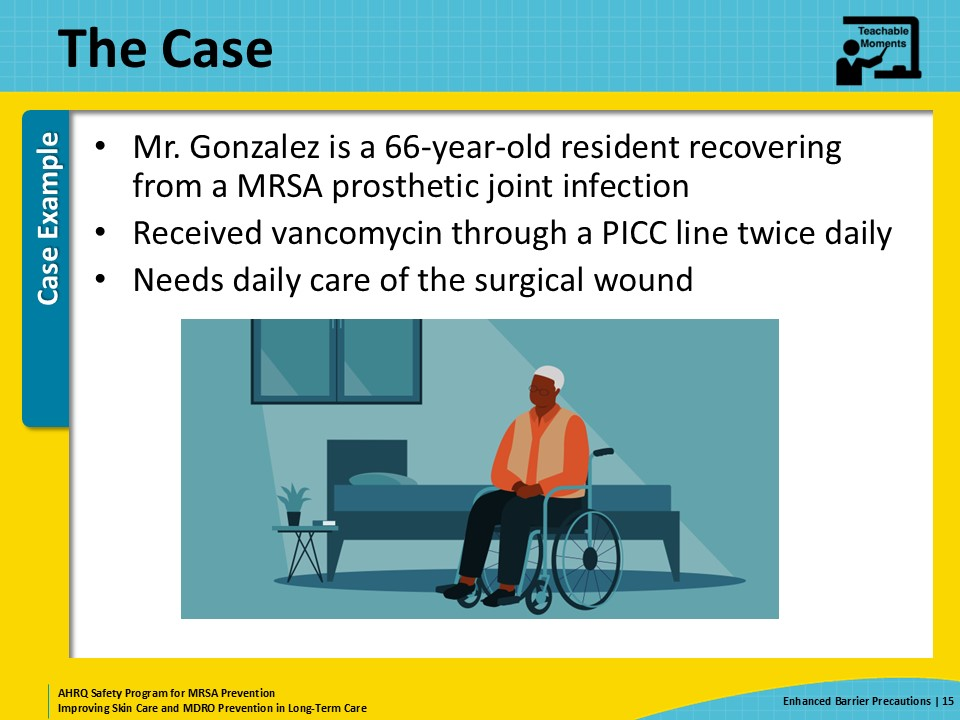 The Case
Teachable
Moments
Case Example
• Mr. Gonzalez is a 66-year-old resident recovering
from a MRSA prosthetic joint infection
• Received vancomycin through a PICC line twice daily
• Needs daily care of the surgical wound
AHRQ Safety Program for MRSA Prevention
Improving Skin Care and MDRO Prevention in Long-Term Care
Enhanced Barrier Precautions | 15